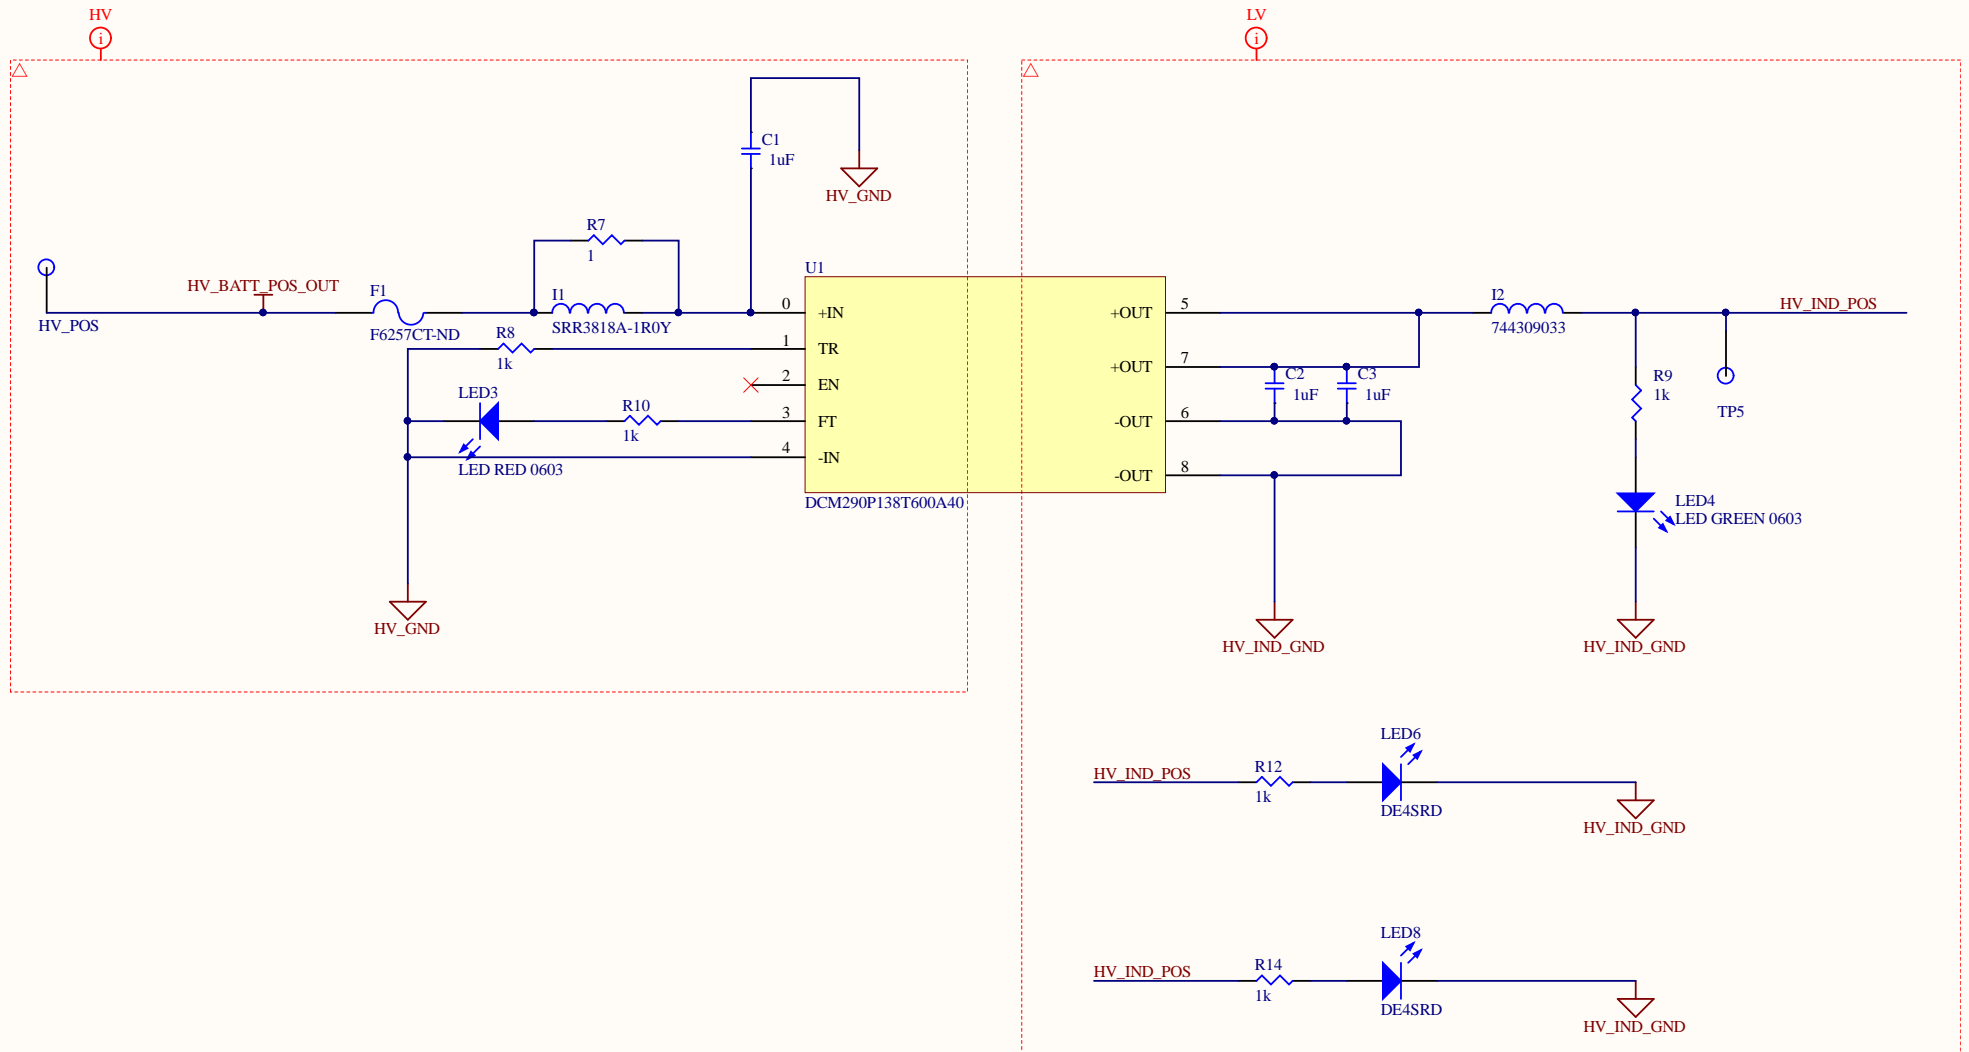 HV
i
LV
i
C1
1uF
HV_GND
R7
1
HV_BATT_POS_OUT
HV_POS
F1
F6257CT-ND
I1
SRR3818A-1R0Y
R8
1k
LED3
LED RED 0603
R10
1k
HV_GND
U1
0
+IN
1
TR
2
EN
3
FT
4
-IN
DCM290P138T600A40
+OUT
5
+OUT
7
-OUT
6
-OUT
8
C2
1uF
C3
1uF
I2
744309033
HV_IND_POS
R9
1k
TP5
LED4
LED GREEN 0603
HV_IND_GND
HV_IND_GND
HV_IND_POS
R12
1k
LED6
DE4SRD
HV_IND_GND
HV_IND_POS
R14
1k
LED8
DE4SRD
HV_IND_GND